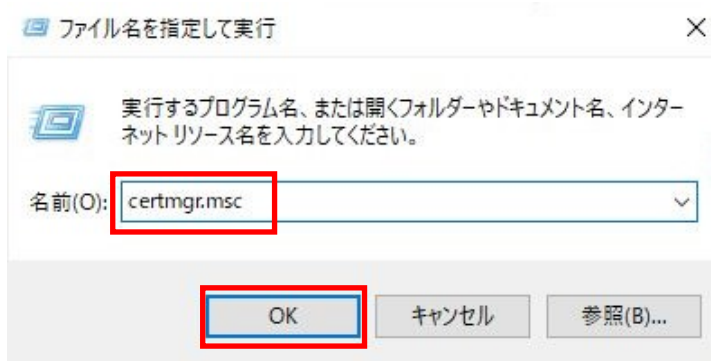 ファイル名を指定して実行
実行するプログラム名、または開くフォルダーやドキュメント名、インター
ネット リソース名を入力してください。
名前(O): certmgr.msc
OK キャンセル 参照(B)...